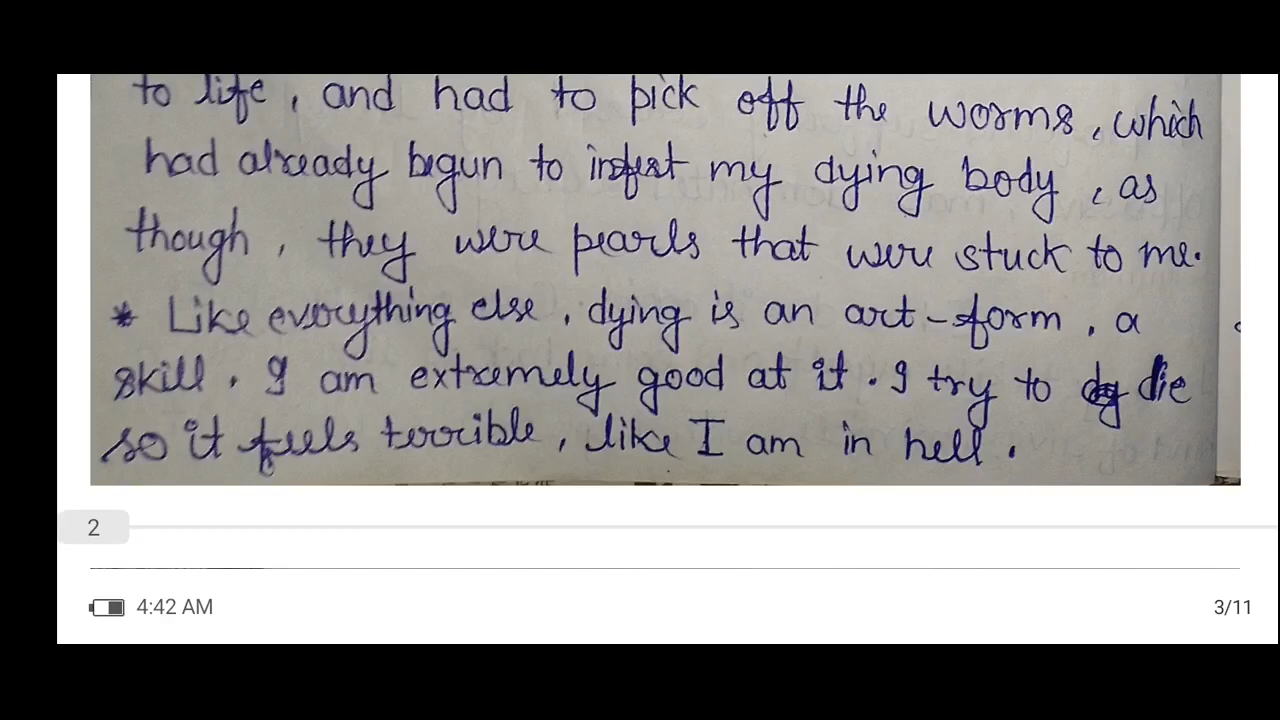 to life, and had to pick off the worms, which
had already begun to infest my dying body, as
though, they were pearls that were stuck to me.
* Like everything else, dying is an art-form, a
skill. I am extremely good at it. I try to die
so it feels terrible, like I am in hell.
2
4:42 AM
3/11